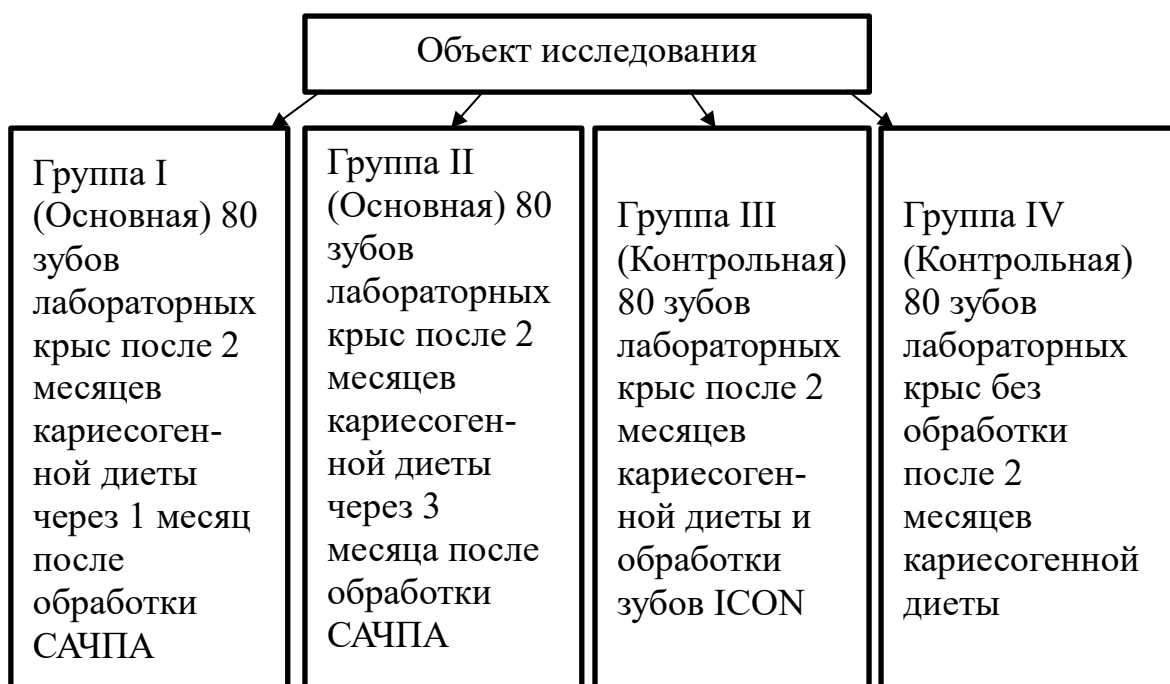 Объект исследования
Группа I
(Основная) 80
зубов
лабораторных
крыс после 2
месяцев
кариесоген-
ной диеты
через 1 месяц
после
обработки
САЧПА
Группа II
(Основная) 80
зубов
лабораторных
крыс после 2
месяцев
кариесоген-
ной диеты
через 3
месяца после
обработки
САЧПА
Группа III
(Контрольная)
80 зубов
лабораторных
крыс после 2
месяцев
кариесоген-
ной диеты и
обработки
зубов ICON
Группа IV
(Контрольная)
80 зубов
лабораторных
крыс без
обработки
после 2
месяцев
кариесогенной
диеты